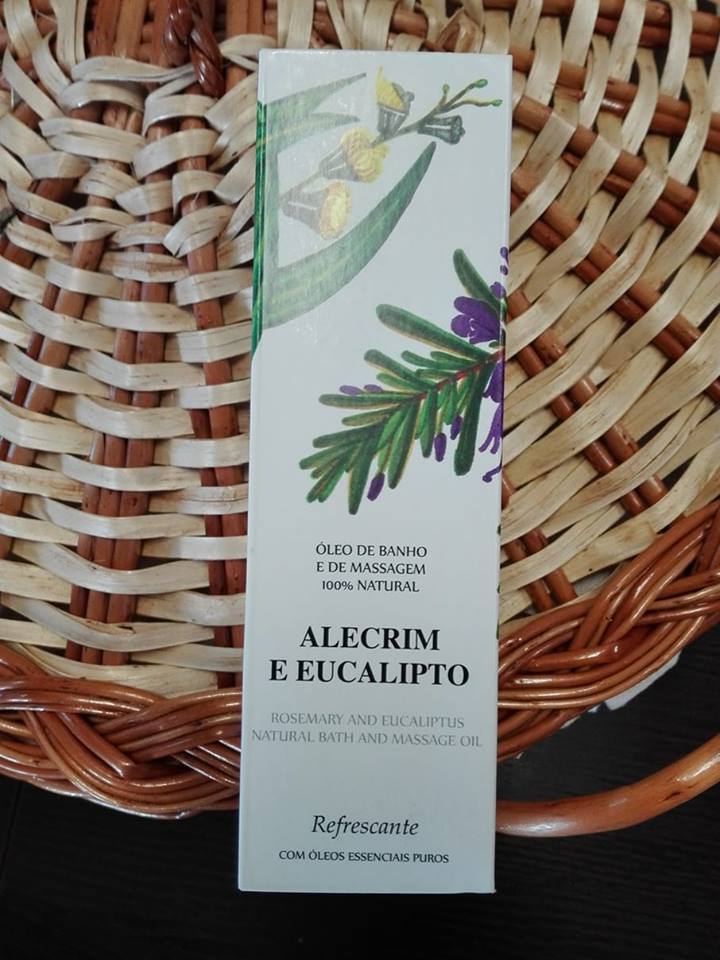 ÓLEO DE BANHO
E DE MASSAGEM
100% NATURAL
ALECRIM
E EUCALIPTO
ROSEMARY AND EUCALIPTUS
NATURAL BATH AND MASSAGE OIL
Refrescante
COM ÓLEOS ESSENCIAIS PUROS